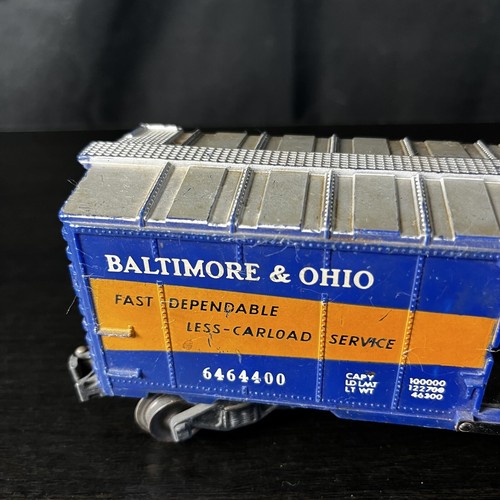 BALTIMORE & OHIO
FAST DEPENDABLE
LESS-CARLOAD SERVICE
6464400
CAPY 100000
LD LMT 122700
LT WT 46300